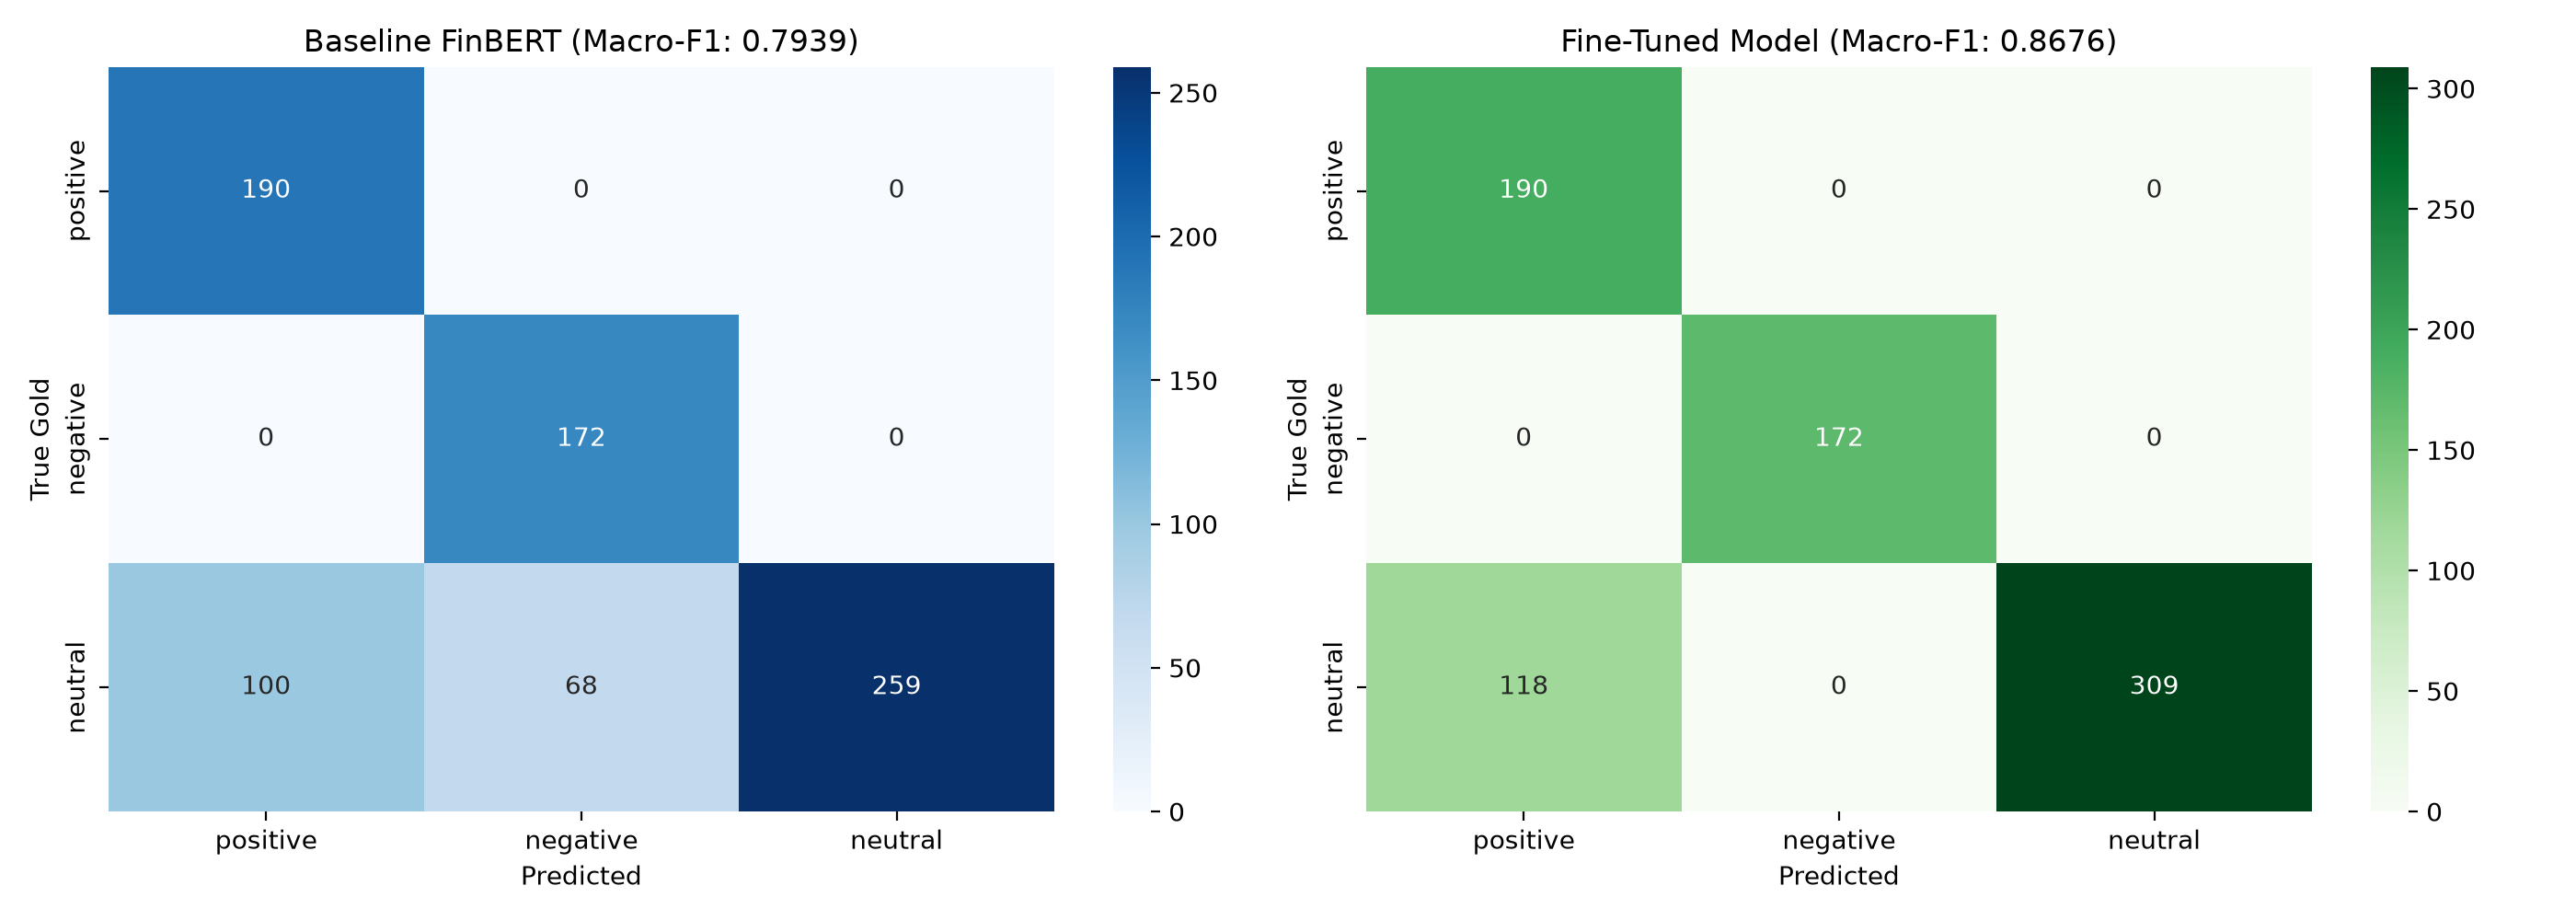 Baseline FinBERT (Macro-F1: 0.7939)
True Gold
positive
negative
neutral
190 0 0
0 172 0
100 68 259
positive negative neutral
Predicted
250
200
150
100
50
0
Fine-Tuned Model (Macro-F1: 0.8676)
True Gold
positive
negative
neutral
190 0 0
0 172 0
118 0 309
positive negative neutral
Predicted
300
250
200
150
100
50
0